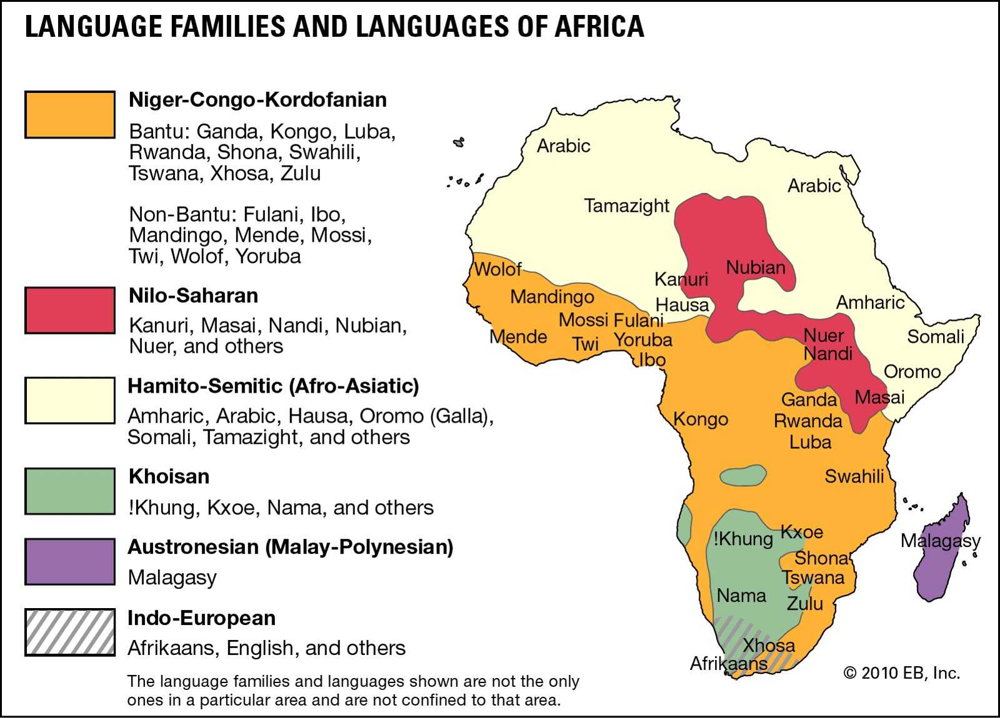 LANGUAGE FAMILIES AND LANGUAGES OF AFRICA
Niger-Congo-Kordofanian
Bantu: Ganda, Kongo, Luba,
Rwanda, Shona, Swahili,
Tswana, Xhosa, Zulu
Non-Bantu: Fulani, Ibo,
Mandingo, Mende, Mossi,
Twi, Wolof, Yoruba
Nilo-Saharan
Kanuri, Masai, Nandi, Nubian,
Nuer, and others
Hamito-Semitic (Afro-Asiatic)
Amharic, Arabic, Hausa, Oromo (Galla),
Somali, Tamazight, and others
Khoisan
!Khung, Kxoe, Nama, and others
Austronesian (Malay-Polynesian)
Malagasy
Indo-European
Afrikaans, English, and others
The language families and languages shown are not the only
ones in a particular area and are not confined to that area.
Arabic
Arabic
Tamazight
Nubian
Wolof
Kanuri
Mandingo
Hausa
Amharic
Mossi
Fulani
Mende
Twi
Yoruba
Nuer
Somali
Ibo
Nandi
Oromo
Ganda
Masai
Kongo
Rwanda
Luba
Swahili
!Khung
Kxoe
Malagasy
Shona
Tswana
Nama
Zulu
Xhosa
Afrikaans
© 2010 EB, Inc.